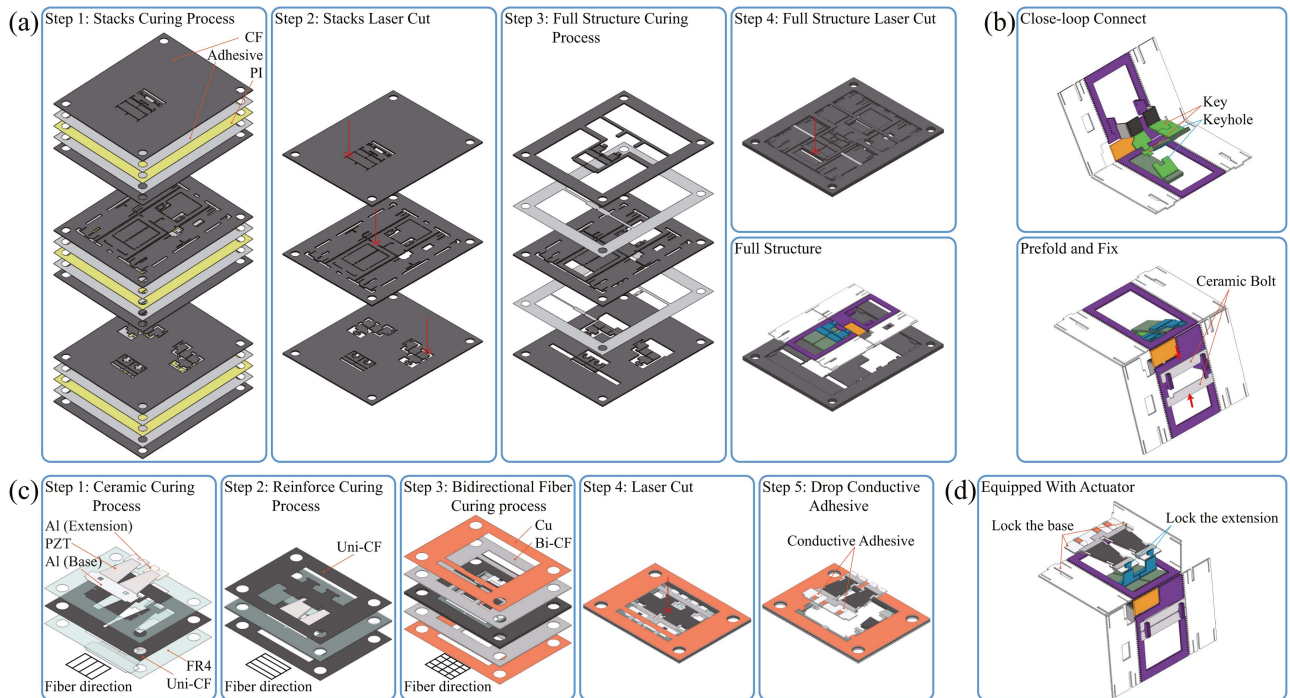 (a)
Step 1: Stacks Curing Process
CF
Adhesive
PI
Step 2: Stacks Laser Cut
Step 3: Full Structure Curing
Process
Step 4: Full Structure Laser Cut
Full Structure
(b)
Close-loop Connect
Key
Keyhole
Prefold and Fix
Ceramic Bolt
(c)
Step 1: Ceramic Curing
Process
Al (Extension)
PZT
Al (Base)
FR4
Uni-CF
Fiber direction
Step 2: Reinforce Curing
Process
Uni-CF
Fiber direction
Step 3: Bidirectional Fiber
Curing process
Cu
Bi-CF
Fiber direction
Step 4: Laser Cut
Step 5: Drop Conductive
Adhesive
Conductive Adhesive
(d)
Equipped With Actuator
Lock the base
Lock the extension